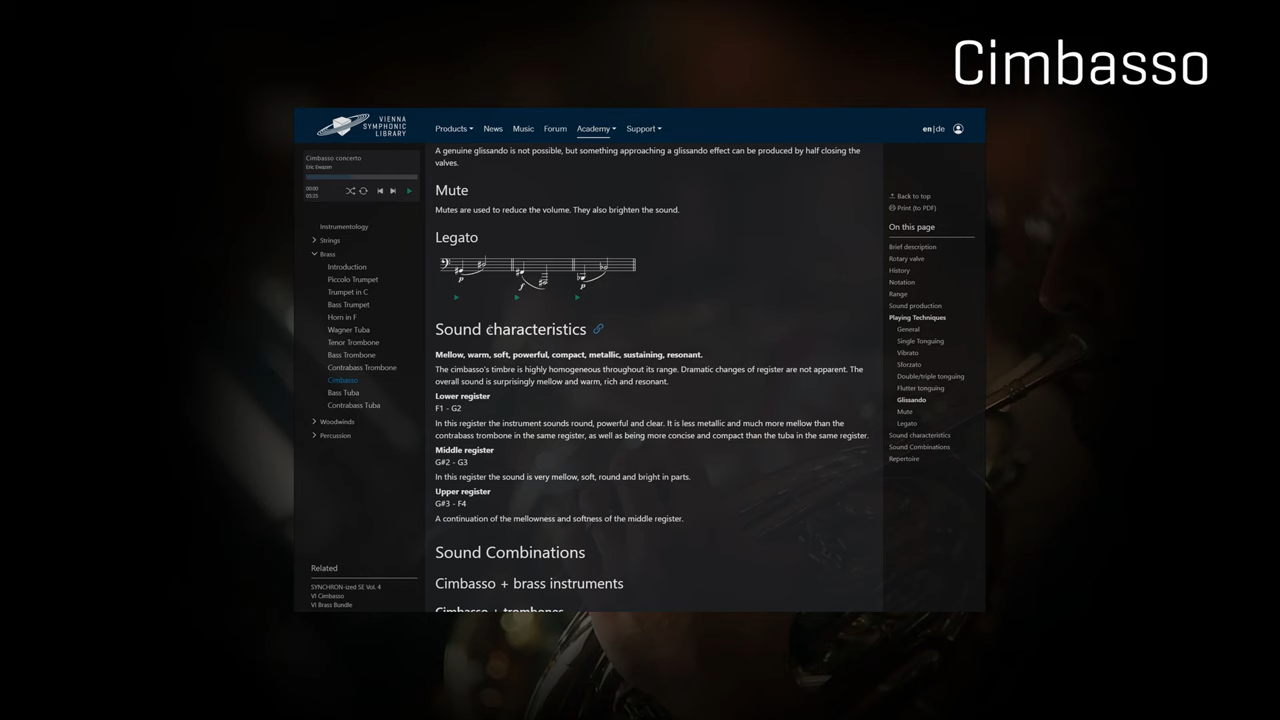 Cimbasso
VIENNA
SYMPHONIC
LIBRARY
Products
News
Music
Forum
Academy
Support
en|de
Cimbasso concerto
Eric Ewazen
00:00
05:35
Instrumentology
Strings
Brass
Introduction
Piccolo Trumpet
Trumpet in C
Bass Trumpet
Horn in F
Wagner Tuba
Tenor Trombone
Bass Trombone
Contrabass Trombone
Cimbasso
Bass Tuba
Contrabass Tuba
Woodwinds
Percussion
Related
SYNCHRON-ized SE Vol. 4
VI Cimbasso
VI Brass Bundle
A genuine glissando is not possible, but something approaching a glissando effect can be produced by half closing the
valves.
Mute
Mutes are used to reduce the volume. They also brighten the sound.
Legato
p
f
p
Sound characteristics
Mellow, warm, soft, powerful, compact, metallic, sustaining, resonant.
The cimbasso's timbre is highly homogeneous throughout its range. Dramatic changes of register are not apparent. The
overall sound is surprisingly mellow and warm, rich and resonant.
Lower register
F1 - G2
In this register the instrument sounds round, powerful and clear. It is less metallic and much more mellow than the
contrabass trombone in the same register, as well as being more concise and compact than the tuba in the same register.
Middle register
G#2 - G3
In this register the sound is very mellow, soft, round and bright in parts.
Upper register
G#3 - F4
A continuation of the mellowness and softness of the middle register.
Sound Combinations
Cimbasso + brass instruments
Cimbasso + trombones
Back to top
Print (to PDF)
On this page
Brief description
Rotary valve
History
Notation
Range
Sound production
Playing Techniques
General
Single Tonguing
Vibrato
Sforzato
Double/triple tonguing
Flutter tonguing
Glissando
Mute
Legato
Sound characteristics
Sound Combinations
Repertoire